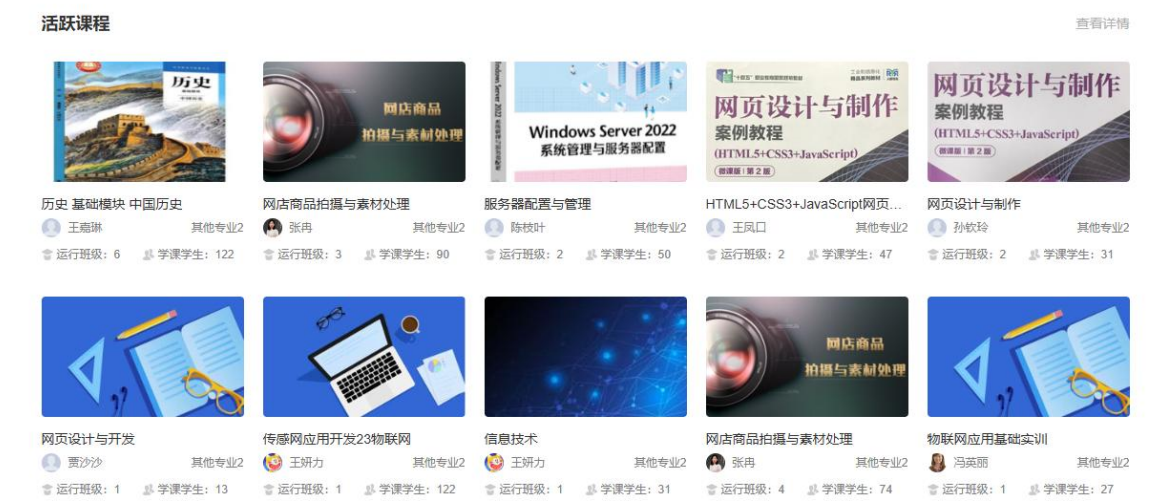 活跃课程
查看详情
历史
网店商品
拍摄与素材处理
Windows Server 2022
系统管理与服务器配置
网页设计与制作
案例教程
(HTML5+CSS3+JavaScript)
微课版 第2版
网页设计与制作
案例教程
(HTML5+CSS3+JavaScript)
微课版 第2版
历史 基础模块 中国历史
网店商品拍摄与素材处理
服务器配置与管理
HTML5+CSS3+JavaScript网页...
网页设计与制作
王嘉琳 其他专业2
张冉 其他专业2
陈枝叶 其他专业2
王凤口 其他专业2
孙钦玲 其他专业2
运行班级:6 学课学生:122
运行班级:3 学课学生:90
运行班级:2 学课学生:50
运行班级:2 学课学生:47
运行班级:2 学课学生:31
网店商品
拍摄与素材处理
网页设计与开发
传感网应用开发23物联网
信息技术
网店商品拍摄与素材处理
物联网应用基础实训
贾沙沙 其他专业2
王妍力 其他专业2
王妍力 其他专业2
张冉 其他专业2
冯英丽 其他专业2
运行班级:1 学课学生:13
运行班级:1 学课学生:122
运行班级:1 学课学生:31
运行班级:4 学课学生:74
运行班级:1 学课学生:27